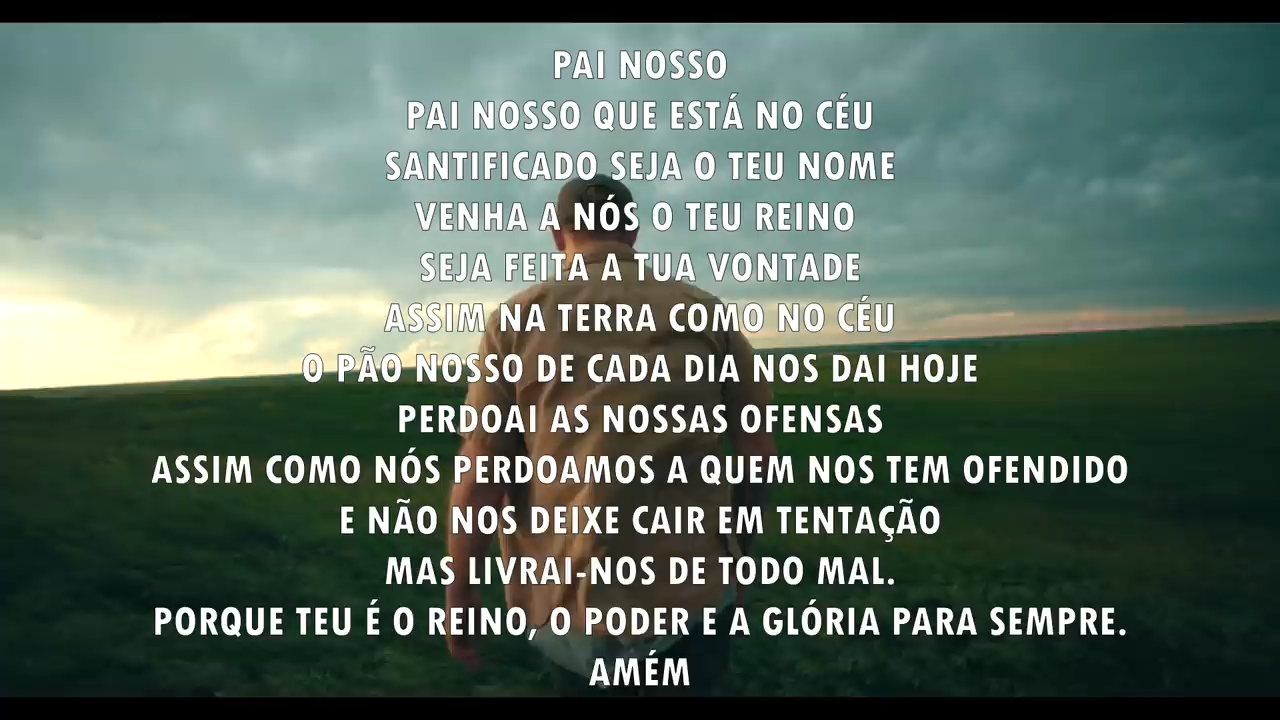 PAI NOSSO
PAI NOSSO QUE ESTÁ NO CÉU
SANTIFICADO SEJA O TEU NOME
VENHA A NÓS O TEU REINO
SEJA FEITA A TUA VONTADE
ASSIM NA TERRA COMO NO CÉU
O PÃO NOSSO DE CADA DIA NOS DAI HOJE
PERDOAI AS NOSSAS OFENSAS
ASSIM COMO NÓS PERDOAMOS A QUEM NOS TEM OFENDIDO
E NÃO NOS DEIXE CAIR EM TENTAÇÃO
MAS LIVRAI-NOS DE TODO MAL.
PORQUE TEU É O REINO, O PODER E A GLÓRIA PARA SEMPRE.
AMÉM